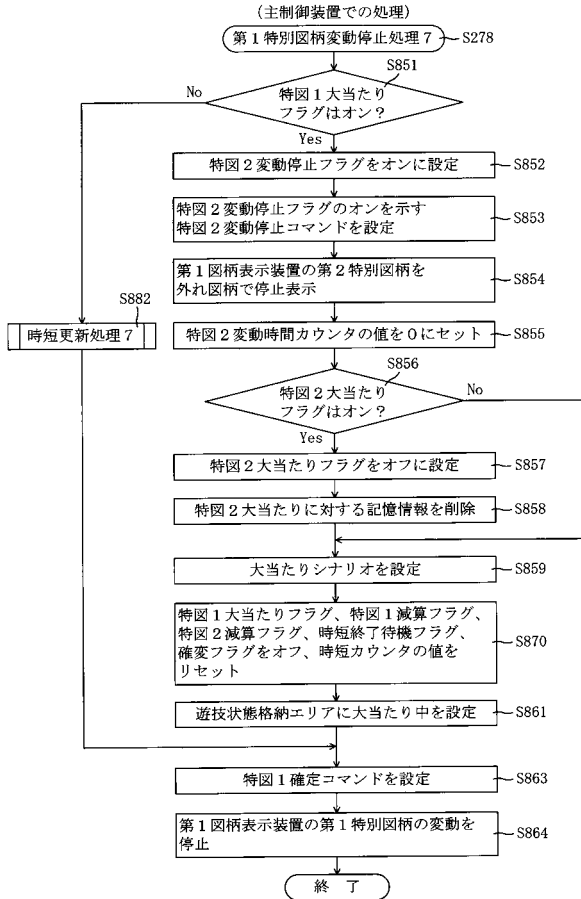 (主制御装置での処理)
第1特別図柄変動停止処理7
S278
S851
No
特図1大当たり
フラグはオン?
Yes
特図2変動停止フラグをオンに設定
S852
特図2変動停止フラグのオンを示す
特図2変動停止コマンドを設定
S853
第1図柄表示装置の第2特別図柄を
外れ図柄で停止表示
S854
S882
時短更新処理7
特図2変動時間カウンタの値を0にセット
S855
S856
特図2大当たり
フラグはオン?
No
Yes
特図2大当たりフラグをオフに設定
S857
特図2大当たりに対する記憶情報を削除
S858
大当たりシナリオを設定
S859
特図1大当たりフラグ、特図1減算フラグ、
特図2減算フラグ、時短終了待機フラグ、
確変フラグをオフ、時短カウンタの値を
リセット
S870
遊技状態格納エリアに大当たり中を設定
S861
特図1確定コマンドを設定
S863
第1図柄表示装置の第1特別図柄の変動を
停止
S864
終 了